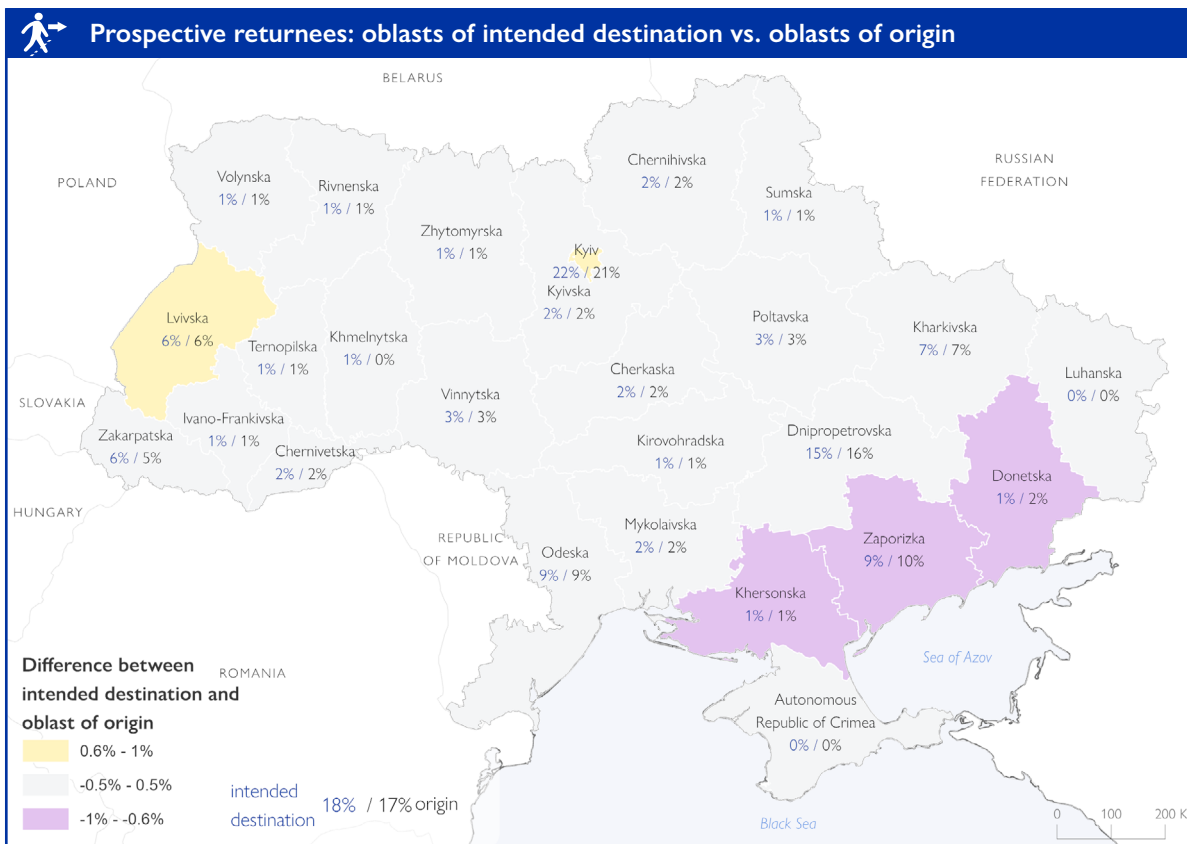 Prospective returnees: oblasts of intended destination vs. oblasts of origin
BELARUS
POLAND
RUSSIAN
FEDERATION
Volynska
1% / 1%
Rivnenska
1% / 1%
Zhytomyrska
1% / 1%
Chernihivska
2% / 2%
Sumska
1% / 1%
Kyiv
22% / 21%
Kyivska
2% / 2%
Lvivska
6% / 6%
Ternopilska
1% / 1%
Khmelnytska
1% / 0%
Poltavska
3% / 3%
Kharkivska
7% / 7%
Luhanska
0% / 0%
Cherkaska
2% / 2%
Vinnytska
3% / 3%
SLOVAKIA
Zakarpatska
6% / 5%
Ivano-Frankivska
1% / 1%
Chernivetska
2% / 2%
Kirovohradska
1% / 1%
Dnipropetrovska
15% / 16%
Donetska
1% / 2%
HUNGARY
REPUBLIC
OF MOLDOVA
Odeska
9% / 9%
Mykolaivska
2% / 2%
Zaporizka
9% / 10%
Khersonska
1% / 1%
ROMANIA
Sea of Azov
Autonomous
Republic of Crimea
0% / 0%
Black Sea
Difference between
intended destination and
oblast of origin
0.6% - 1%
-0.5% - 0.5%
-1% - -0.6%
intended
destination
18% / 17% origin
0 100 200 K